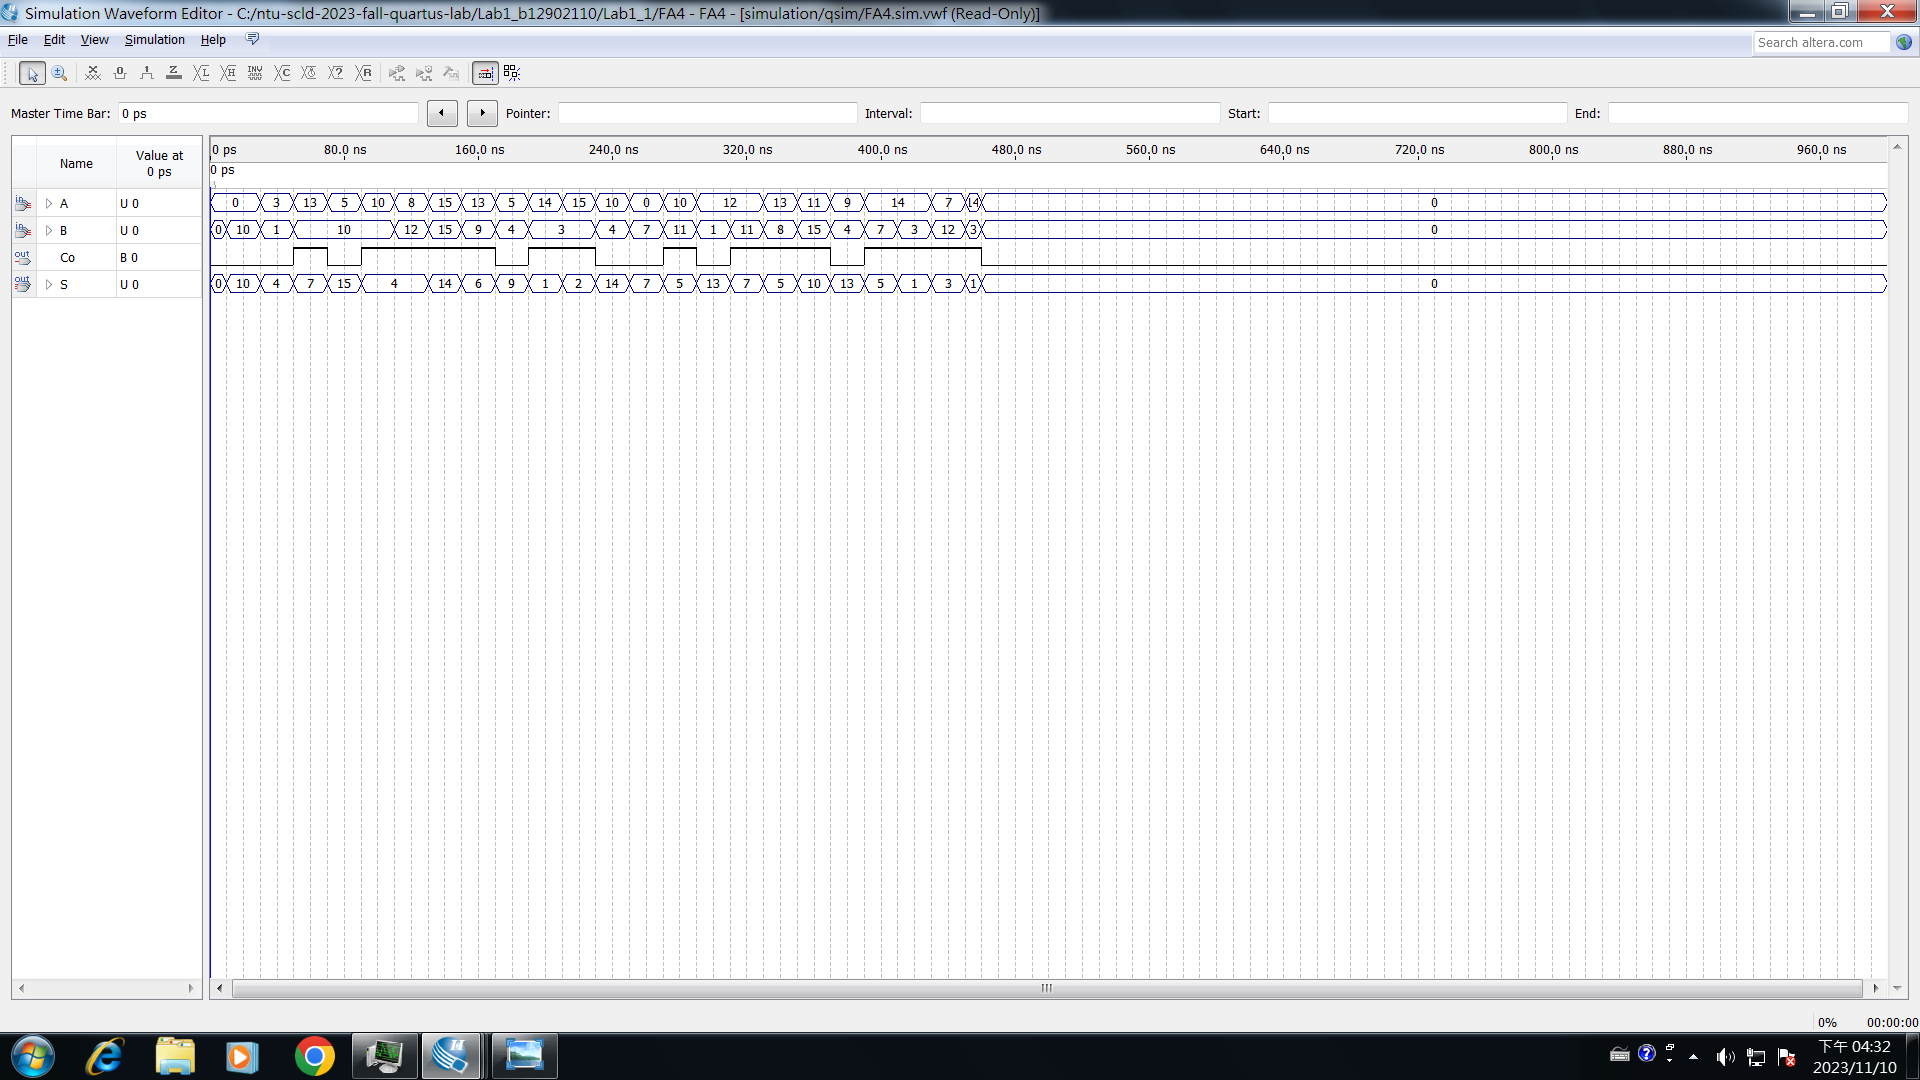 Simulation Waveform Editor - C:/ntu-scld-2023-fall-quartus-lab/Lab1_b12902110/Lab1_1/FA4 - FA4 - [simulation/qsim/FA4.sim.vwf (Read-Only)]
File Edit View Simulation Help
Search altera.com
Master Time Bar: 0 ps Pointer: Interval: Start: End:
Name Value at 0 ps
0 ps 80.0 ns 160.0 ns 240.0 ns 320.0 ns 400.0 ns 480.0 ns 560.0 ns 640.0 ns 720.0 ns 800.0 ns 880.0 ns 960.0 ns
0 ps
A U 0 0 3 13 5 10 8 15 13 5 14 15 10 0 10 12 13 11 9 14 7 14 0
B U 0 0 10 1 10 12 15 9 4 3 4 7 11 1 11 8 15 4 7 3 12 3 0
Co B 0
S U 0 0 10 4 7 15 4 14 6 9 1 2 14 7 5 13 7 5 10 13 5 1 3 1 0
0% 00:00:00
下午 04:32
2023/11/10